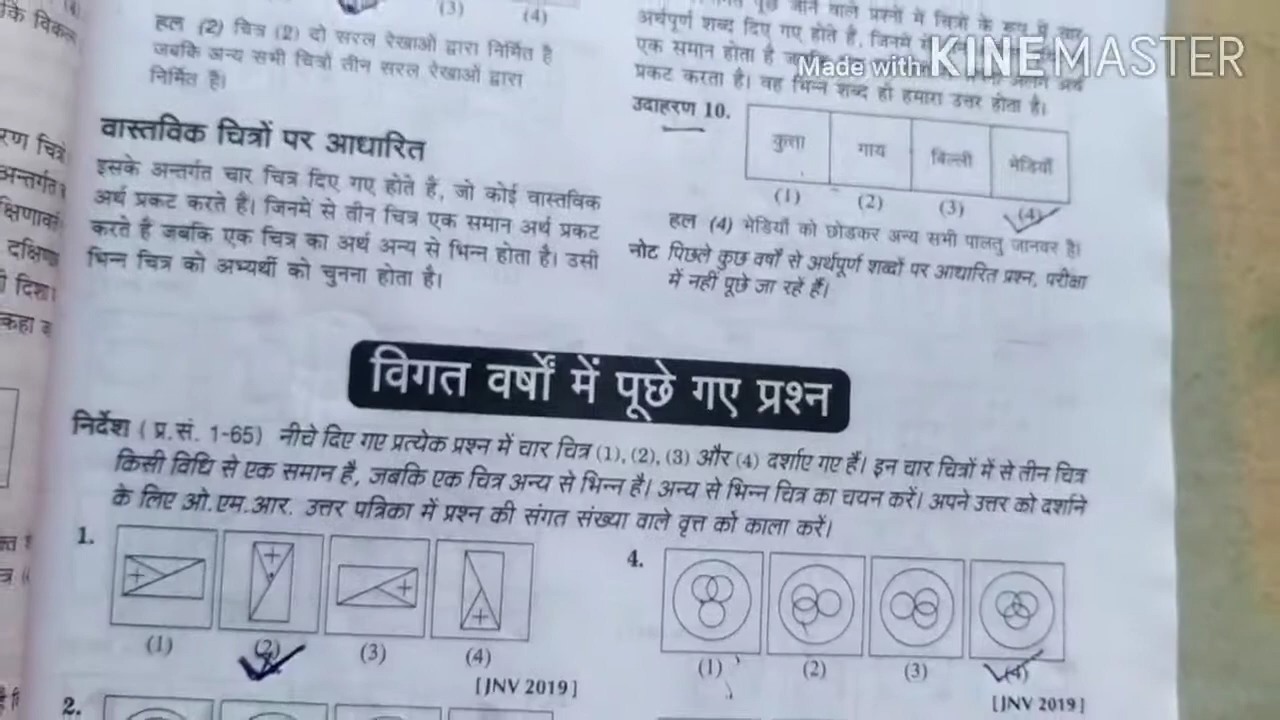 के विकल्प
(3)
(4)
हल (2) चित्र (2) दो सरल रेखाओं द्वारा निर्मित है
जबकि अन्य सभी चित्रों तीन सरल रेखाओं द्वारा
निर्मित है।
वास्तविक चित्रों पर आधारित
इसके अन्तर्गत चार चित्र दिए गए होते हैं, जो कोई वास्तविक
अर्थ प्रकट करते हैं। जिनमें से तीन चित्र एक समान अर्थ प्रकट
करते हैं जबकि एक चित्र का अर्थ अन्य से भिन्न होता है। उसी
भिन्न चित्र को अभ्यर्थी को चुनना होता है।
पूछे जाने वाले प्रश्नों में चित्रों के
अर्थपूर्ण शब्द दिए गए होते हैं, जिनमें
एक समान होता है
Made with KINEMASTER
प्रकट करता है। वह भिन्न शब्द ही हमारा उत्तर होता है।
उदाहरण 10.
कुत्ता गाय बिल्ली भेड़ियाँ
(1) (2) (3) (4)
हल (4) भेड़ियाँ को छोडकर अन्य सभी पालतु जानवर है।
नोट पिछले कुछ वर्षों से अर्थपूर्ण शब्दों पर आधारित प्रश्न, परीक्षा
में नहीं पूछे जा रहें हैं।
विगत वर्षों में पूछे गए प्रश्न
निर्देश ( प्र.सं. 1-65) नीचे दिए गए प्रत्येक प्रश्न में चार चित्र (1), (2), (3) और (4) दर्शाए गए हैं। इन चार चित्रों में से तीन चित्र
किसी विधि से एक समान है, जबकि एक चित्र अन्य से भिन्न है। अन्य से भिन्न चित्र का चयन करें। अपने उत्तर को दर्शाने
के लिए ओ.एम.आर. उत्तर पत्रिका में प्रश्न की संगत संख्या वाले वृत्त को काला करें।
1.
(1) (2) (3) (4)
[JNV 2019]
2.
4.
(1) (2) (3) (4)
[JNV 2019]